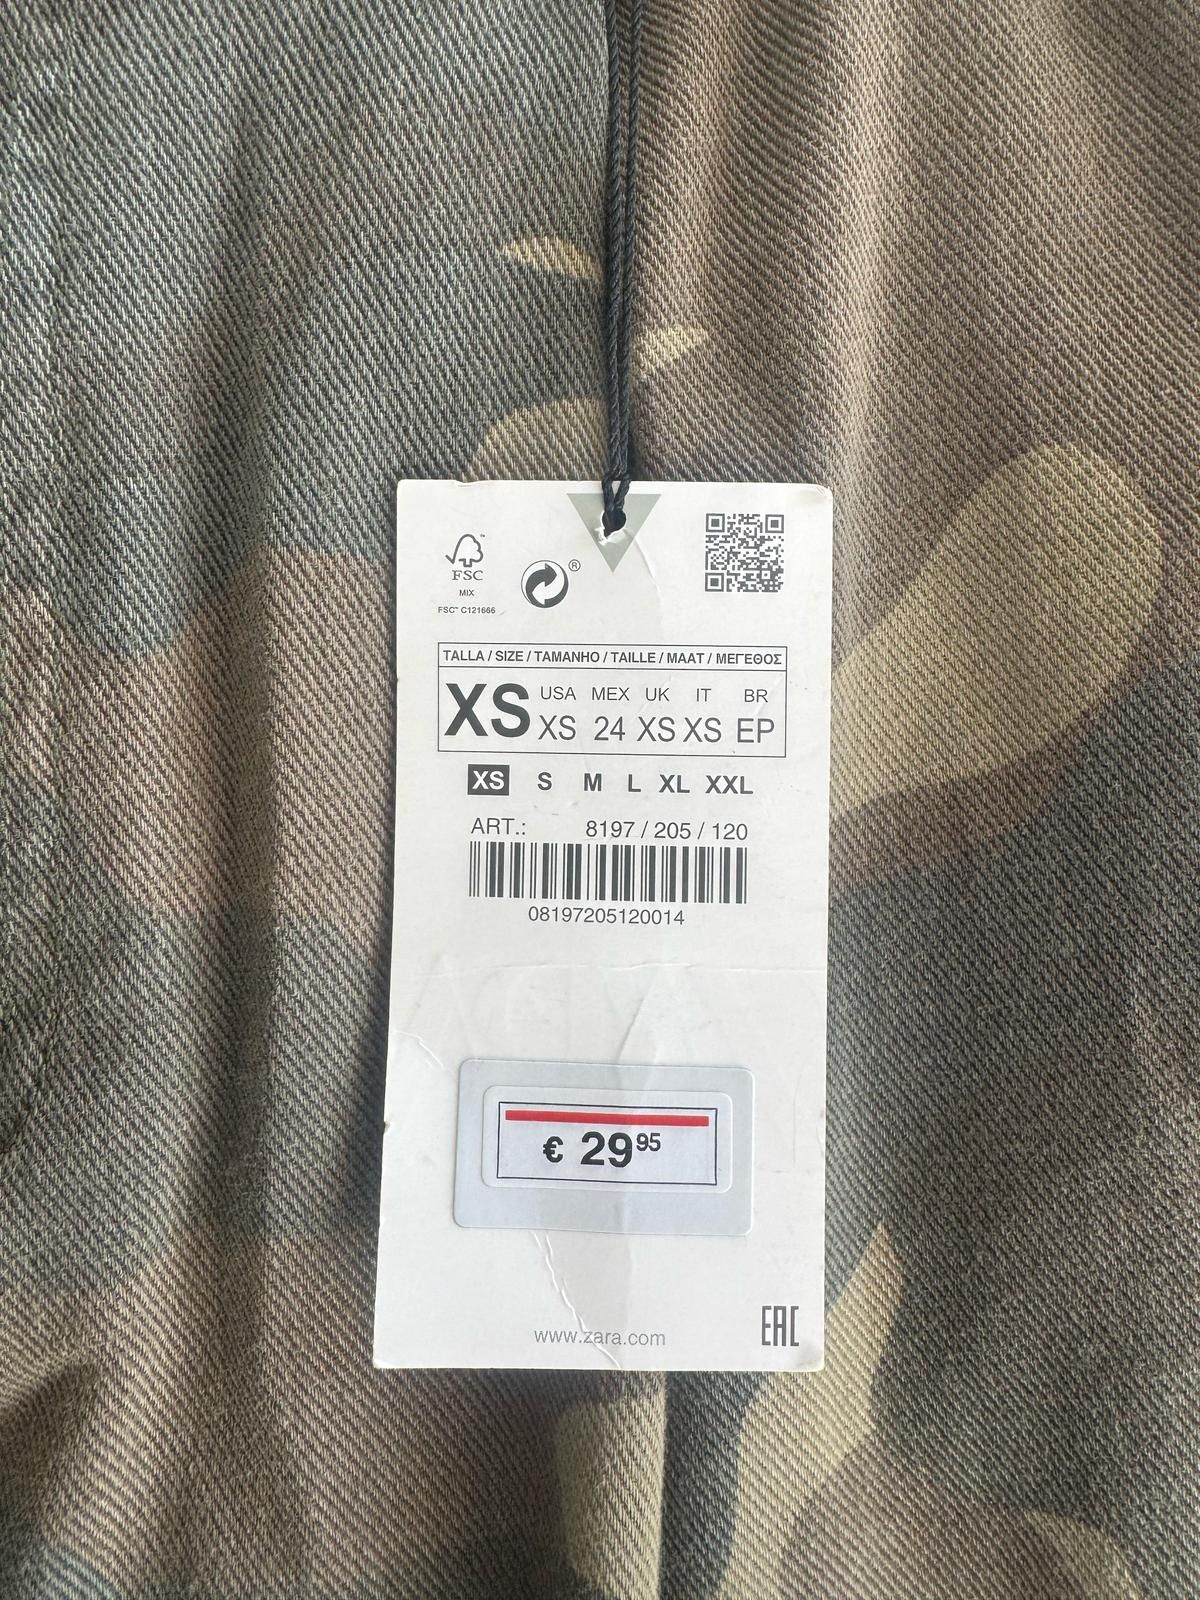 FSC™
MIX
FSC™ C121666
®
TALLA / SIZE / TAMANHO / TAILLE / MAAT / ΜΕΓΕΘΟΣ
XS
USA MEX UK IT BR
XS 24 XS XS EP
XS S M L XL XXL
ART.: 8197 / 205 / 120
08197205120014
€ 29 95
www.zara.com
EAC